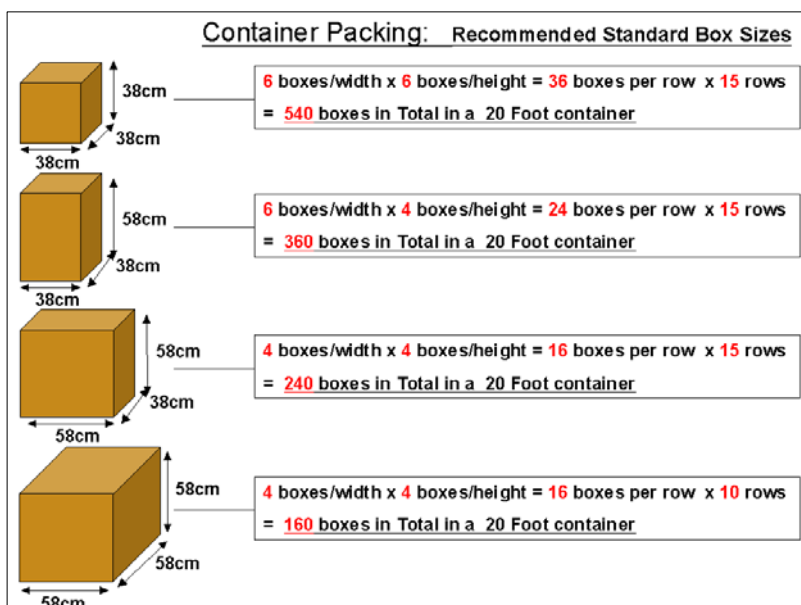 Container Packing: Recommended Standard Box Sizes
38cm
38cm
38cm
6 boxes/width x 6 boxes/height = 36 boxes per row x 15 rows
= 540 boxes in Total in a 20 Foot container
58cm
38cm
38cm
6 boxes/width x 4 boxes/height = 24 boxes per row x 15 rows
= 360 boxes in Total in a 20 Foot container
58cm
38cm
58cm
4 boxes/width x 4 boxes/height = 16 boxes per row x 15 rows
= 240 boxes in Total in a 20 Foot container
58cm
58cm
58cm
4 boxes/width x 4 boxes/height = 16 boxes per row x 10 rows
= 160 boxes in Total in a 20 Foot container